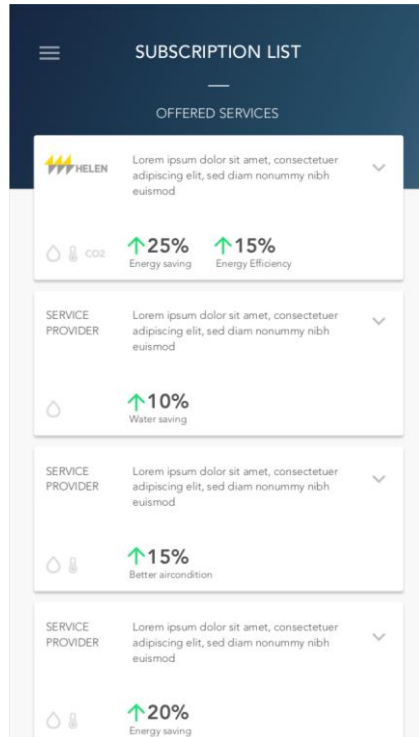 SUBSCRIPTION LIST
OFFERED SERVICES
HELEN
Lorem ipsum dolor sit amet, consectetuer
adipiscing elit, sed diam nonummy nibh
euismod
CO2
25%
Energy saving
15%
Energy Efficiency
SERVICE
PROVIDER
Lorem ipsum dolor sit amet, consectetuer
adipiscing elit, sed diam nonummy nibh
euismod
10%
Water saving
SERVICE
PROVIDER
Lorem ipsum dolor sit amet, consectetuer
adipiscing elit, sed diam nonummy nibh
euismod
15%
Better aircondition
SERVICE
PROVIDER
Lorem ipsum dolor sit amet, consectetuer
adipiscing elit, sed diam nonummy nibh
euismod
20%
Energy saving